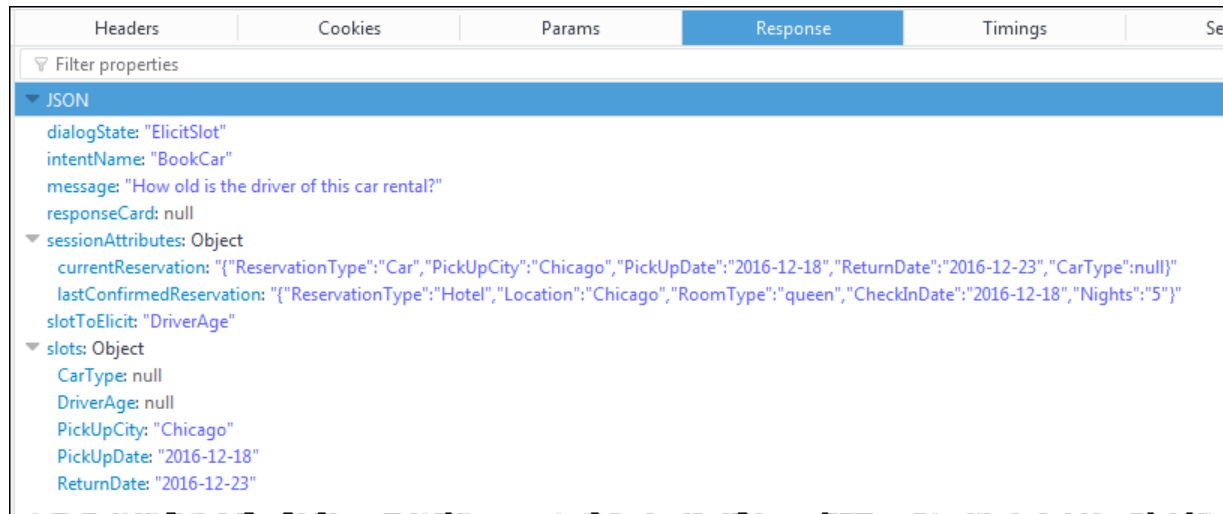 Headers Cookies Params Response Timings Se
Filter properties
JSON
dialogState: "ElicitSlot"
intentName: "BookCar"
message: "How old is the driver of this car rental?"
responseCard: null
sessionAttributes: Object
currentReservation: "{"ReservationType":"Car","PickUpCity":"Chicago","PickUpDate":"2016-12-18","ReturnDate":"2016-12-23","CarType":null}"
lastConfirmedReservation: "{"ReservationType":"Hotel","Location":"Chicago","RoomType":"queen","CheckInDate":"2016-12-18","Nights":"5"}"
slotToElicit: "DriverAge"
slots: Object
CarType: null
DriverAge: null
PickUpCity: "Chicago"
PickUpDate: "2016-12-18"
ReturnDate: "2016-12-23"